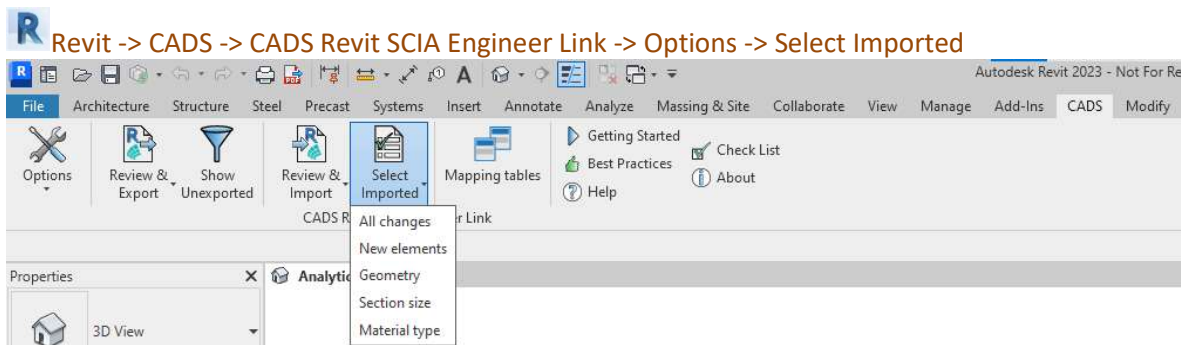 Revit -> CADS -> CADS Revit SCIA Engineer Link -> Options -> Select Imported
Autodesk Revit 2023 - Not For Re
File Architecture Structure Steel Precast Systems Insert Annotate Analyze Massing & Site Collaborate View Manage Add-Ins CADS Modify
Options
Review & Export
Show Unexported
Review & Import
Select Imported
Mapping tables
Getting Started
Best Practices
Help
Check List
About
CADS R
er Link
All changes
New elements
Geometry
Section size
Material type
Properties
Analytic
3D View